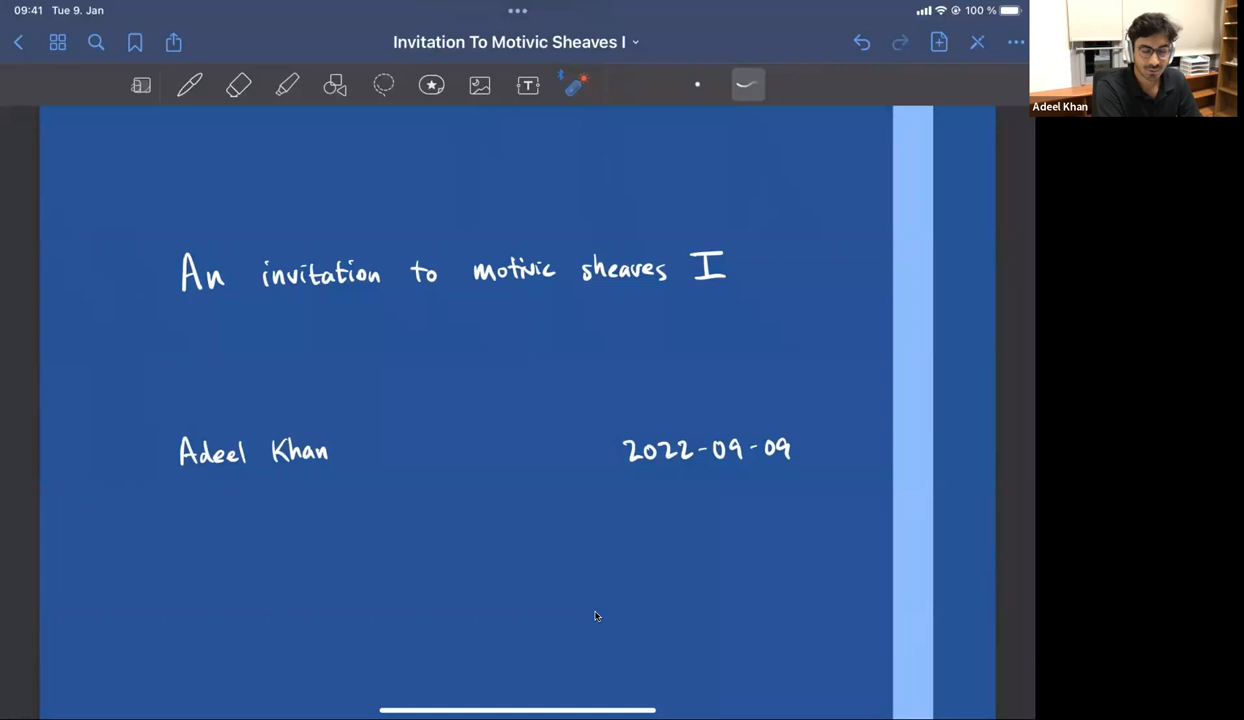 09:41 Tue 9. Jan
100 %
Invitation To Motivic Sheaves I
T
Adeel Khan
An invitation to motivic sheaves I
Adeel Khan 2022-09-09